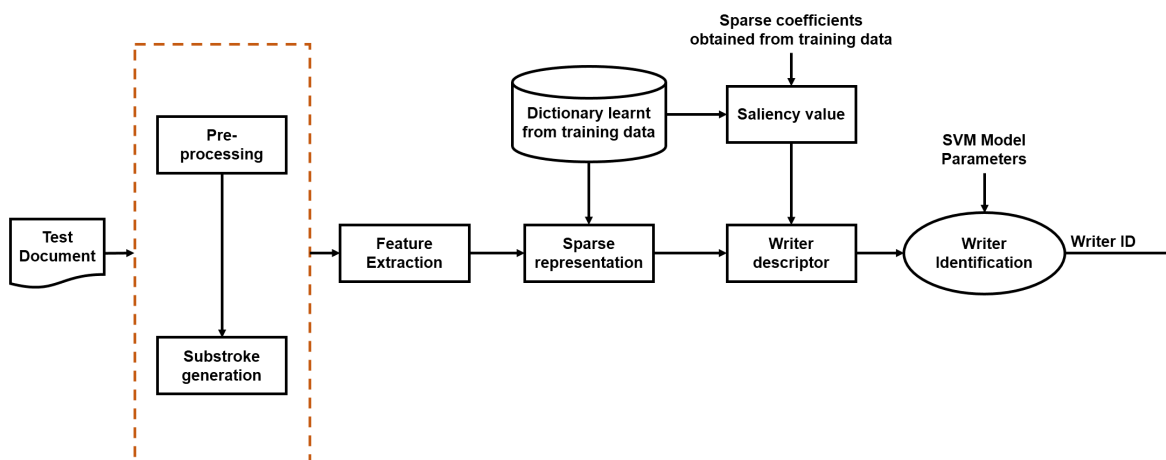 Sparse coefficients
obtained from training data
Dictionary learnt
from training data
Saliency value
Pre-
processing
SVM Model
Parameters
Test
Document
Feature
Extraction
Sparse
representation
Writer
descriptor
Writer
Identification
Writer ID
Substroke
generation